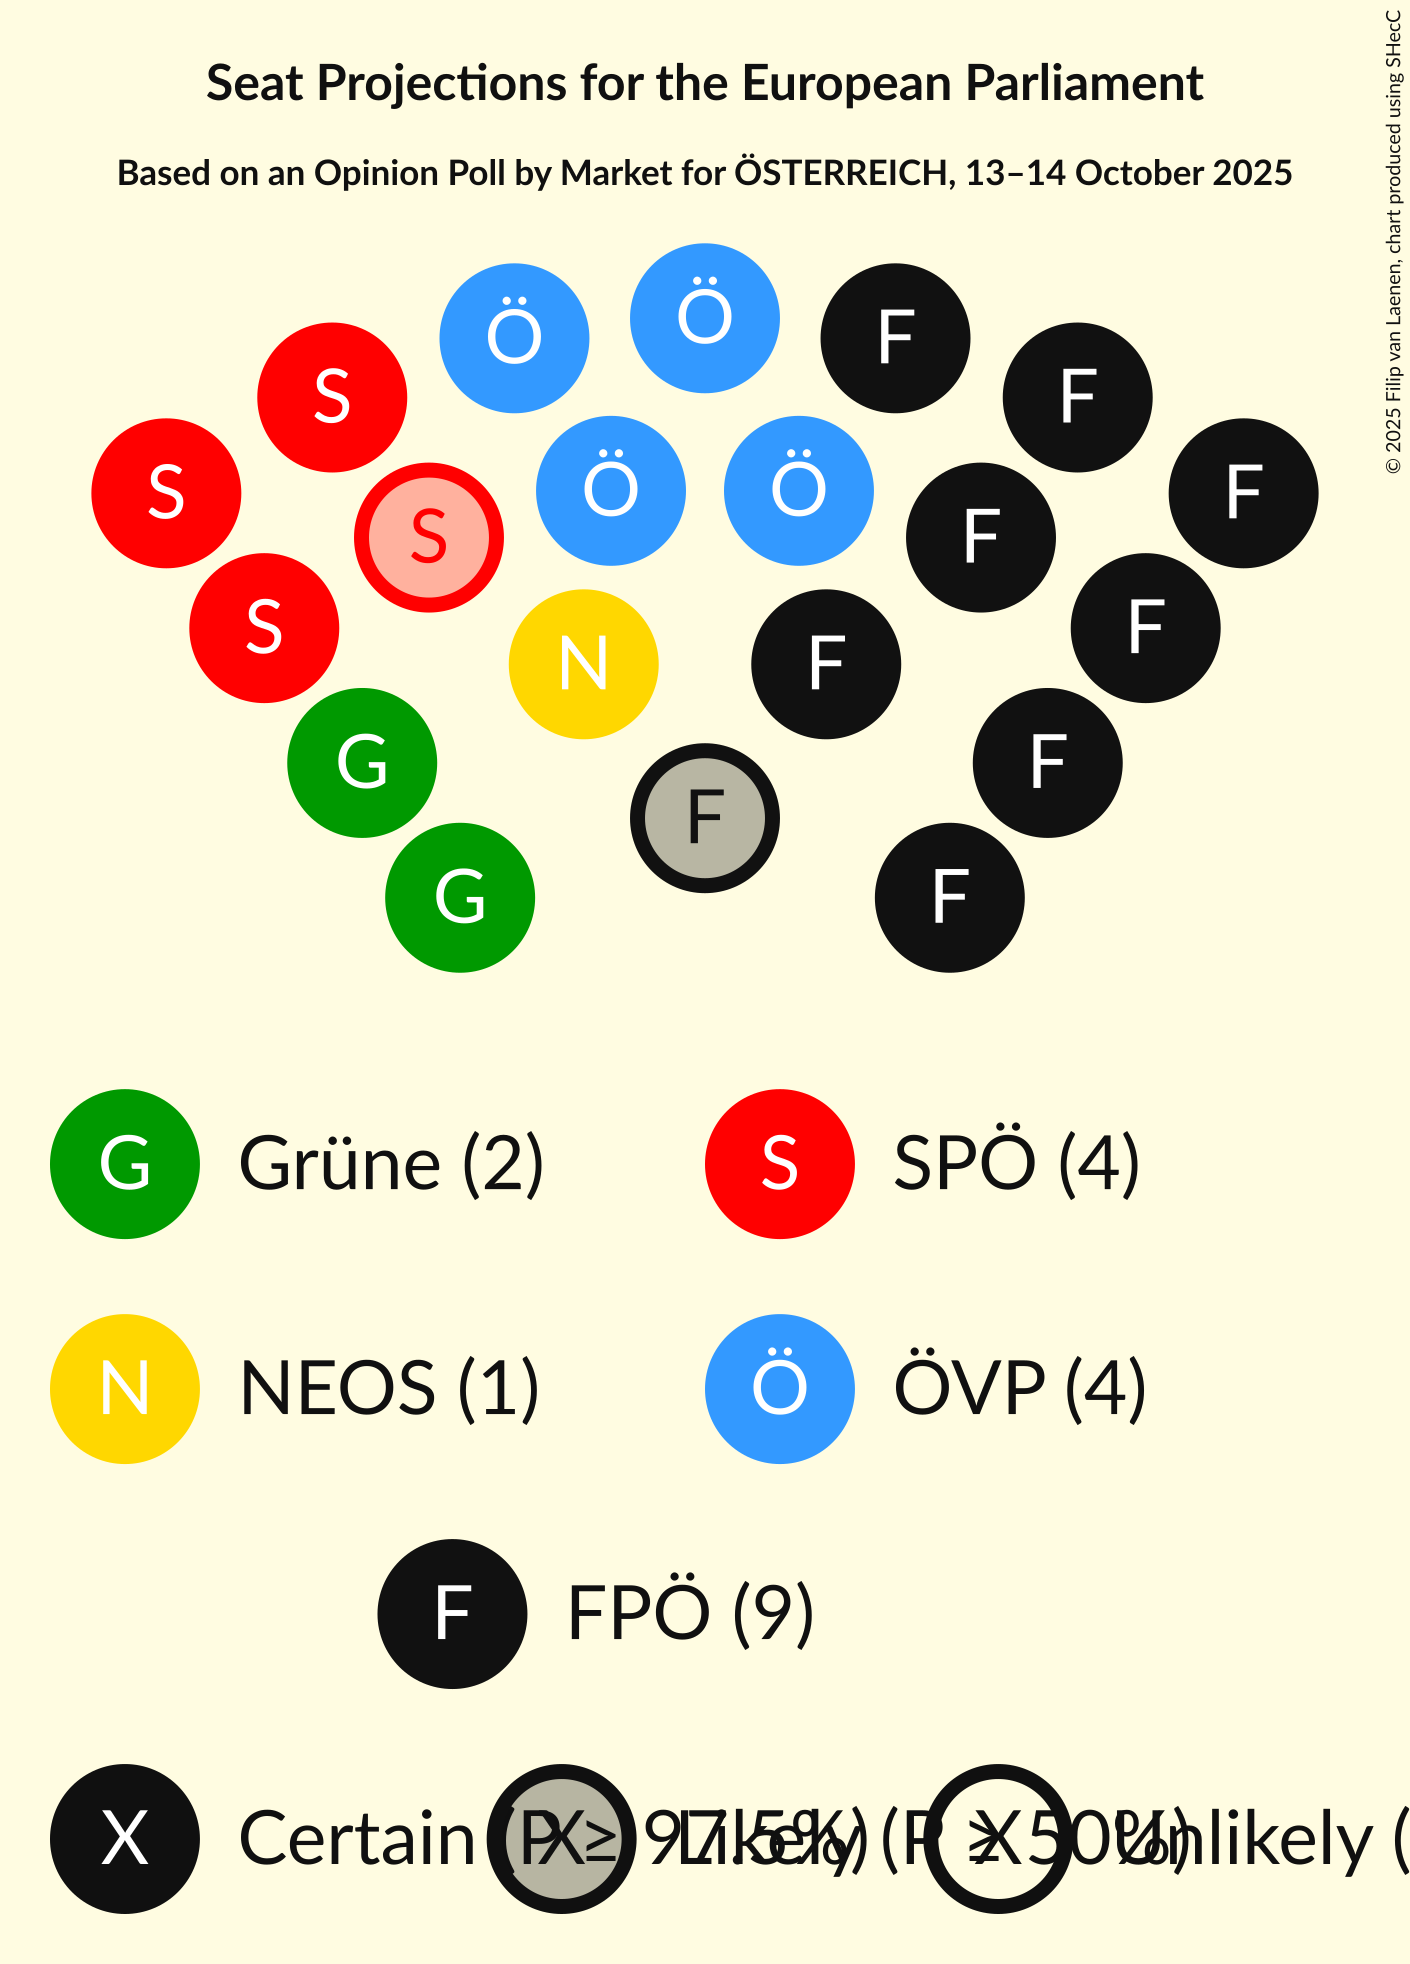 Seat Projections for the European Parliament
Based on an Opinion Poll by Market for ÖSTERREICH, 13–14 October 2025
© 2025 Filip van Laenen, chart produced using SHecC
Ö
Ö
F
S
F
S
Ö
Ö
F
S
F
S
N
F
F
G
F
F
G
F
G Grüne (2)
S SPÖ (4)
N NEOS (1)
Ö ÖVP (4)
F FPÖ (9)
X Certain (P ≥ 97.5%)
X Likely (P ≥ 50%)
X Unlikely (